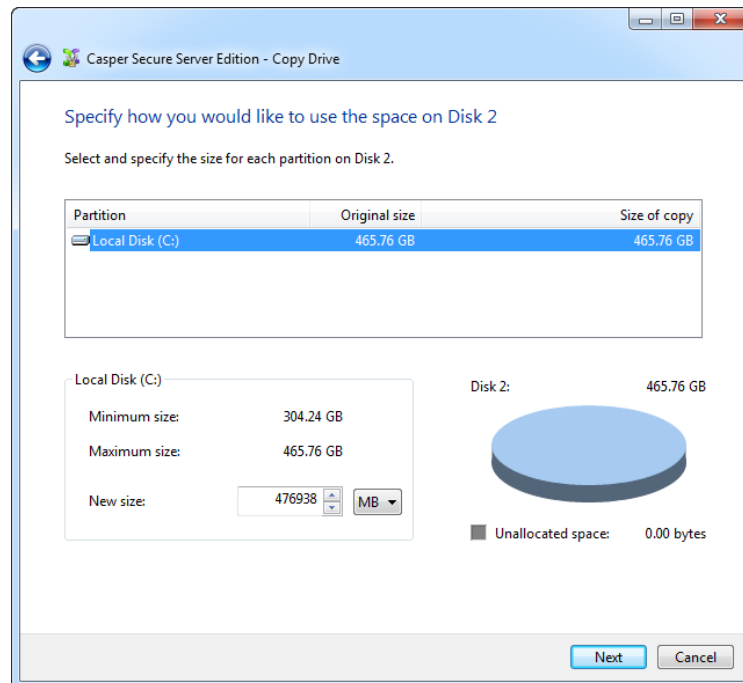 Casper Secure Server Edition - Copy Drive
Specify how you would like to use the space on Disk 2
Select and specify the size for each partition on Disk 2.
Partition Original size Size of copy
Local Disk (C:) 465.76 GB 465.76 GB
Local Disk (C:)
Minimum size: 304.24 GB
Maximum size: 465.76 GB
New size: 476938 MB
Disk 2: 465.76 GB
Unallocated space: 0.00 bytes
Next Cancel